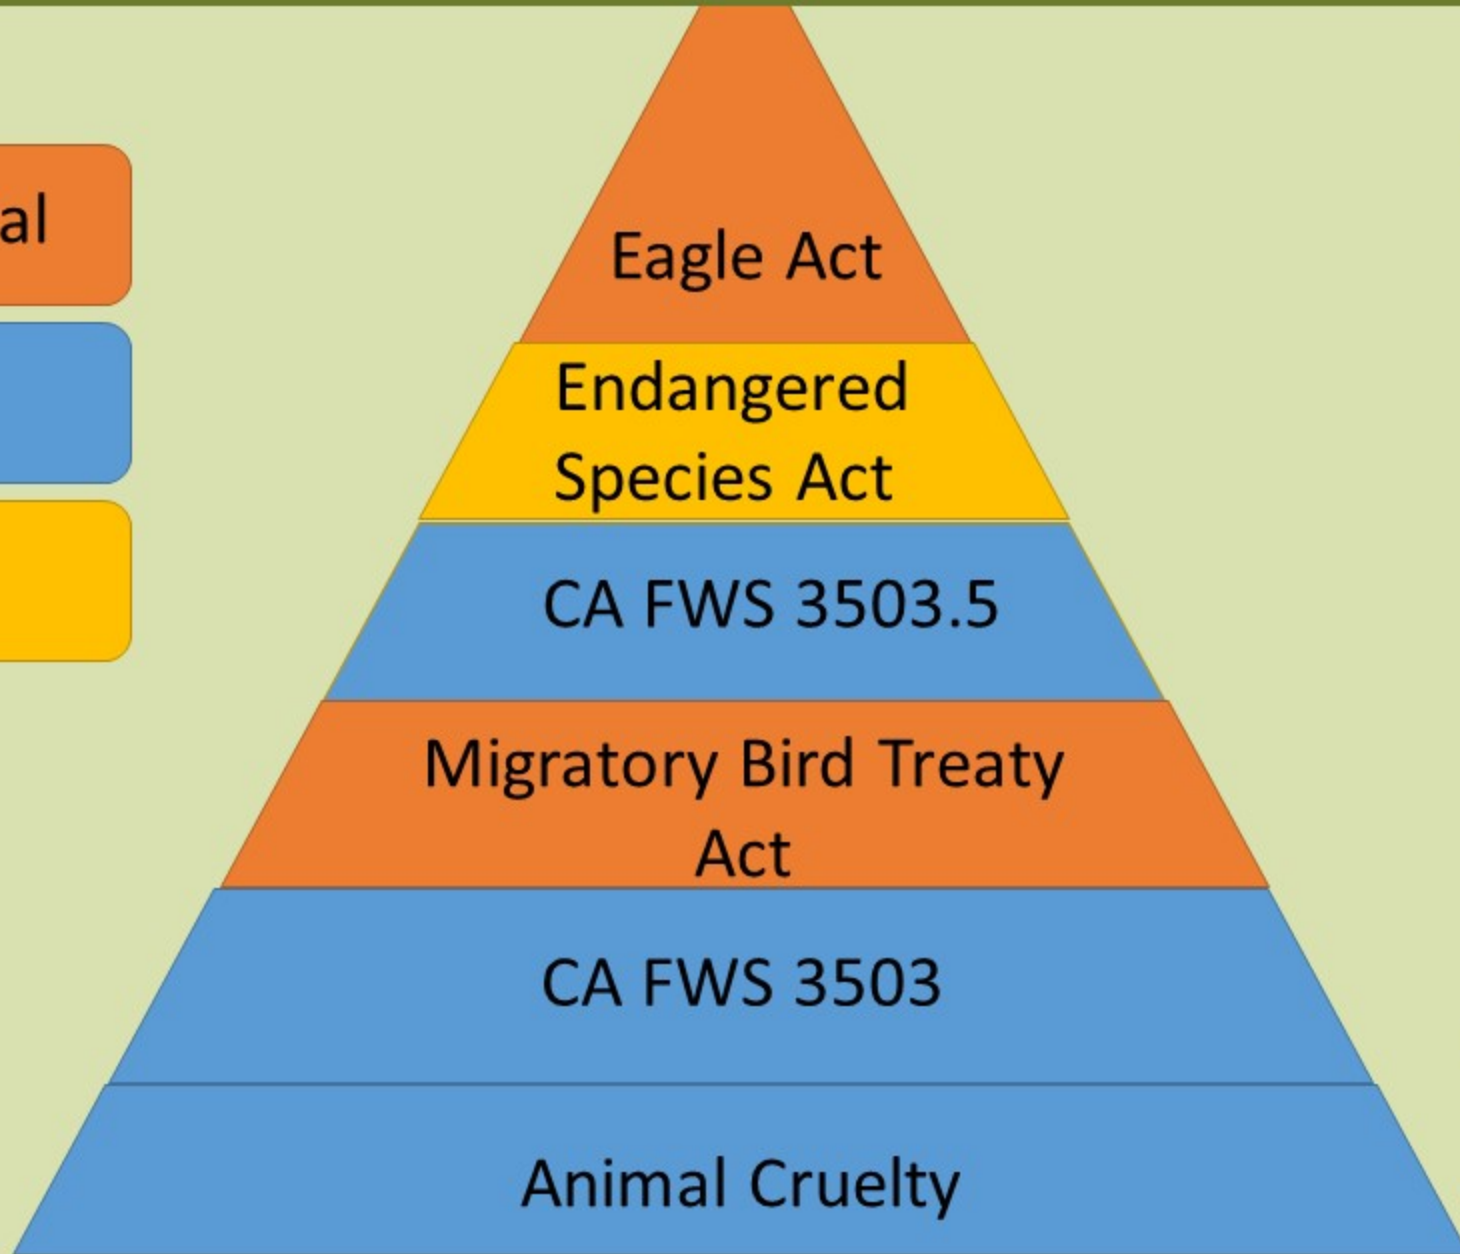 al
Eagle Act
Endangered
Species Act
CA FWS 3503.5
Migratory Bird Treaty
Act
CA FWS 3503
Animal Cruelty